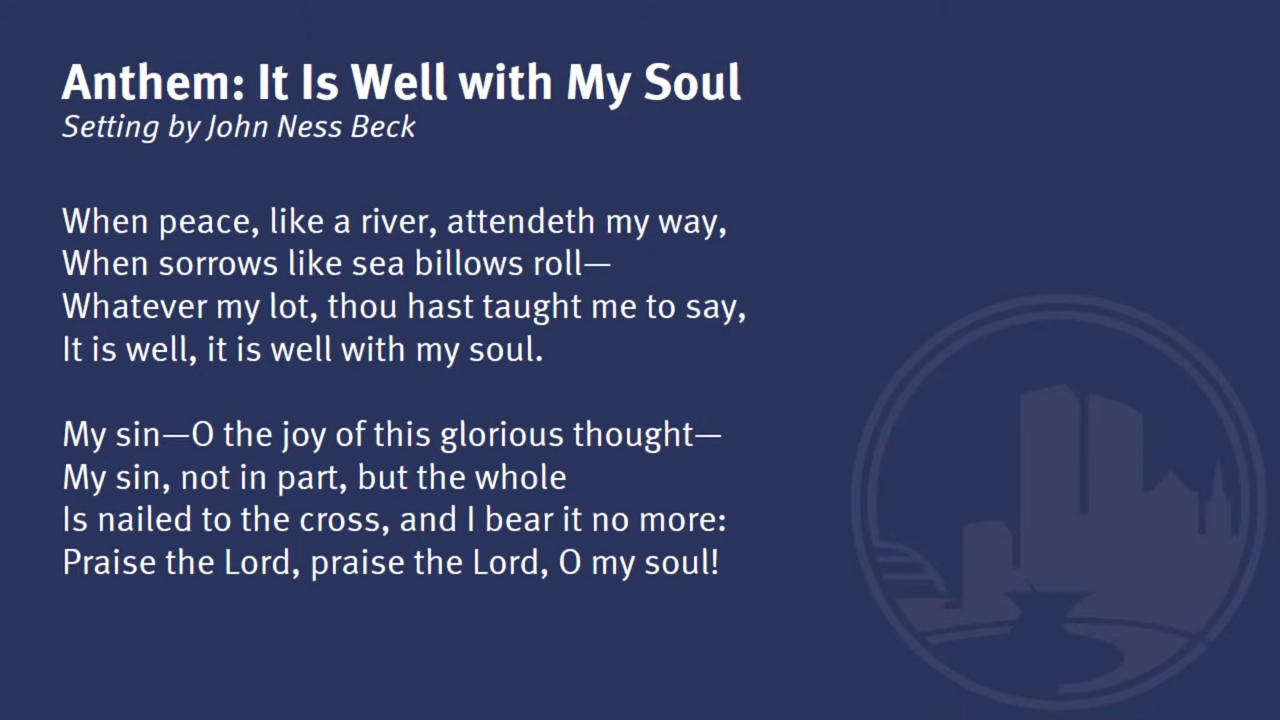 Anthem: It Is Well with My Soul
Setting by John Ness Beck
When peace, like a river, attendeth my way,
When sorrows like sea billows roll—
Whatever my lot, thou hast taught me to say,
It is well, it is well with my soul.
My sin—O the joy of this glorious thought—
My sin, not in part, but the whole
Is nailed to the cross, and I bear it no more:
Praise the Lord, praise the Lord, O my soul!